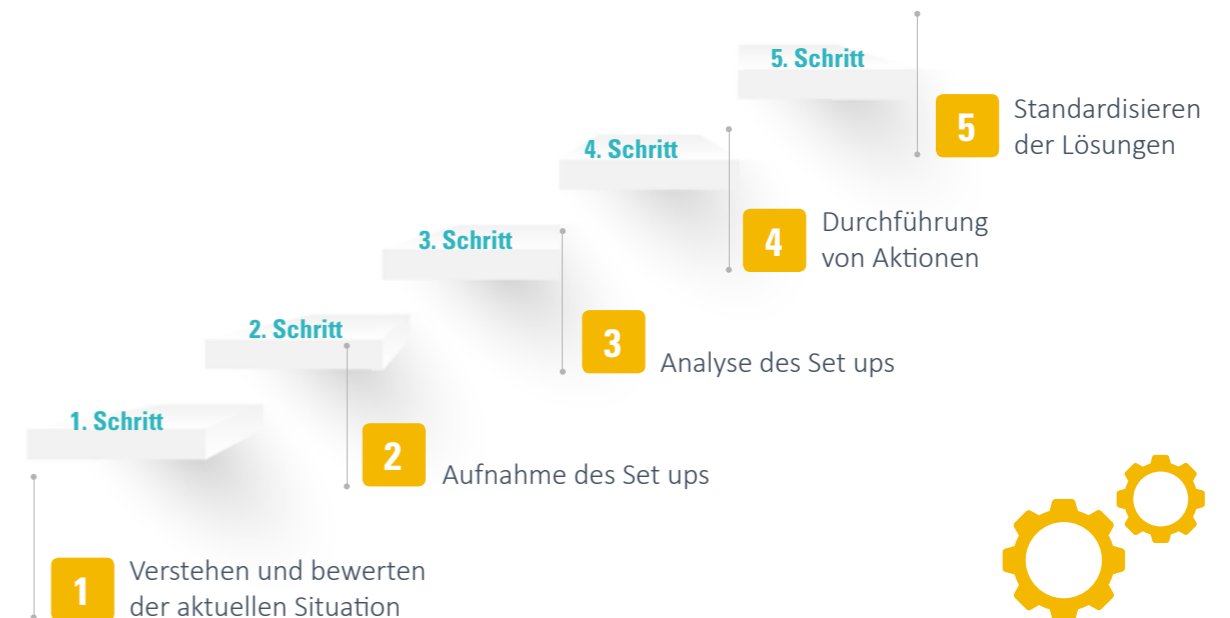 5. Schritt
5
Standardisieren
der Lösungen
4. Schritt
4
Durchführung
von Aktionen
3. Schritt
3
Analyse des Set ups
2. Schritt
2
Aufnahme des Set ups
1. Schritt
1
Verstehen und bewerten
der aktuellen Situation